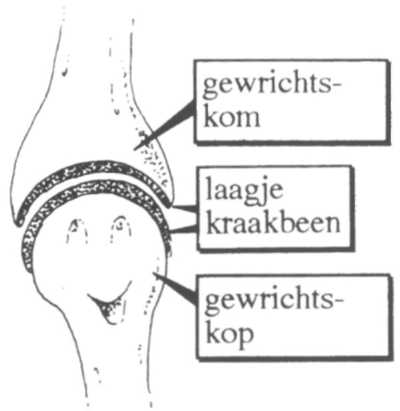 gewrichts-
kom
laagje
kraakbeen
gewrichts-
kop